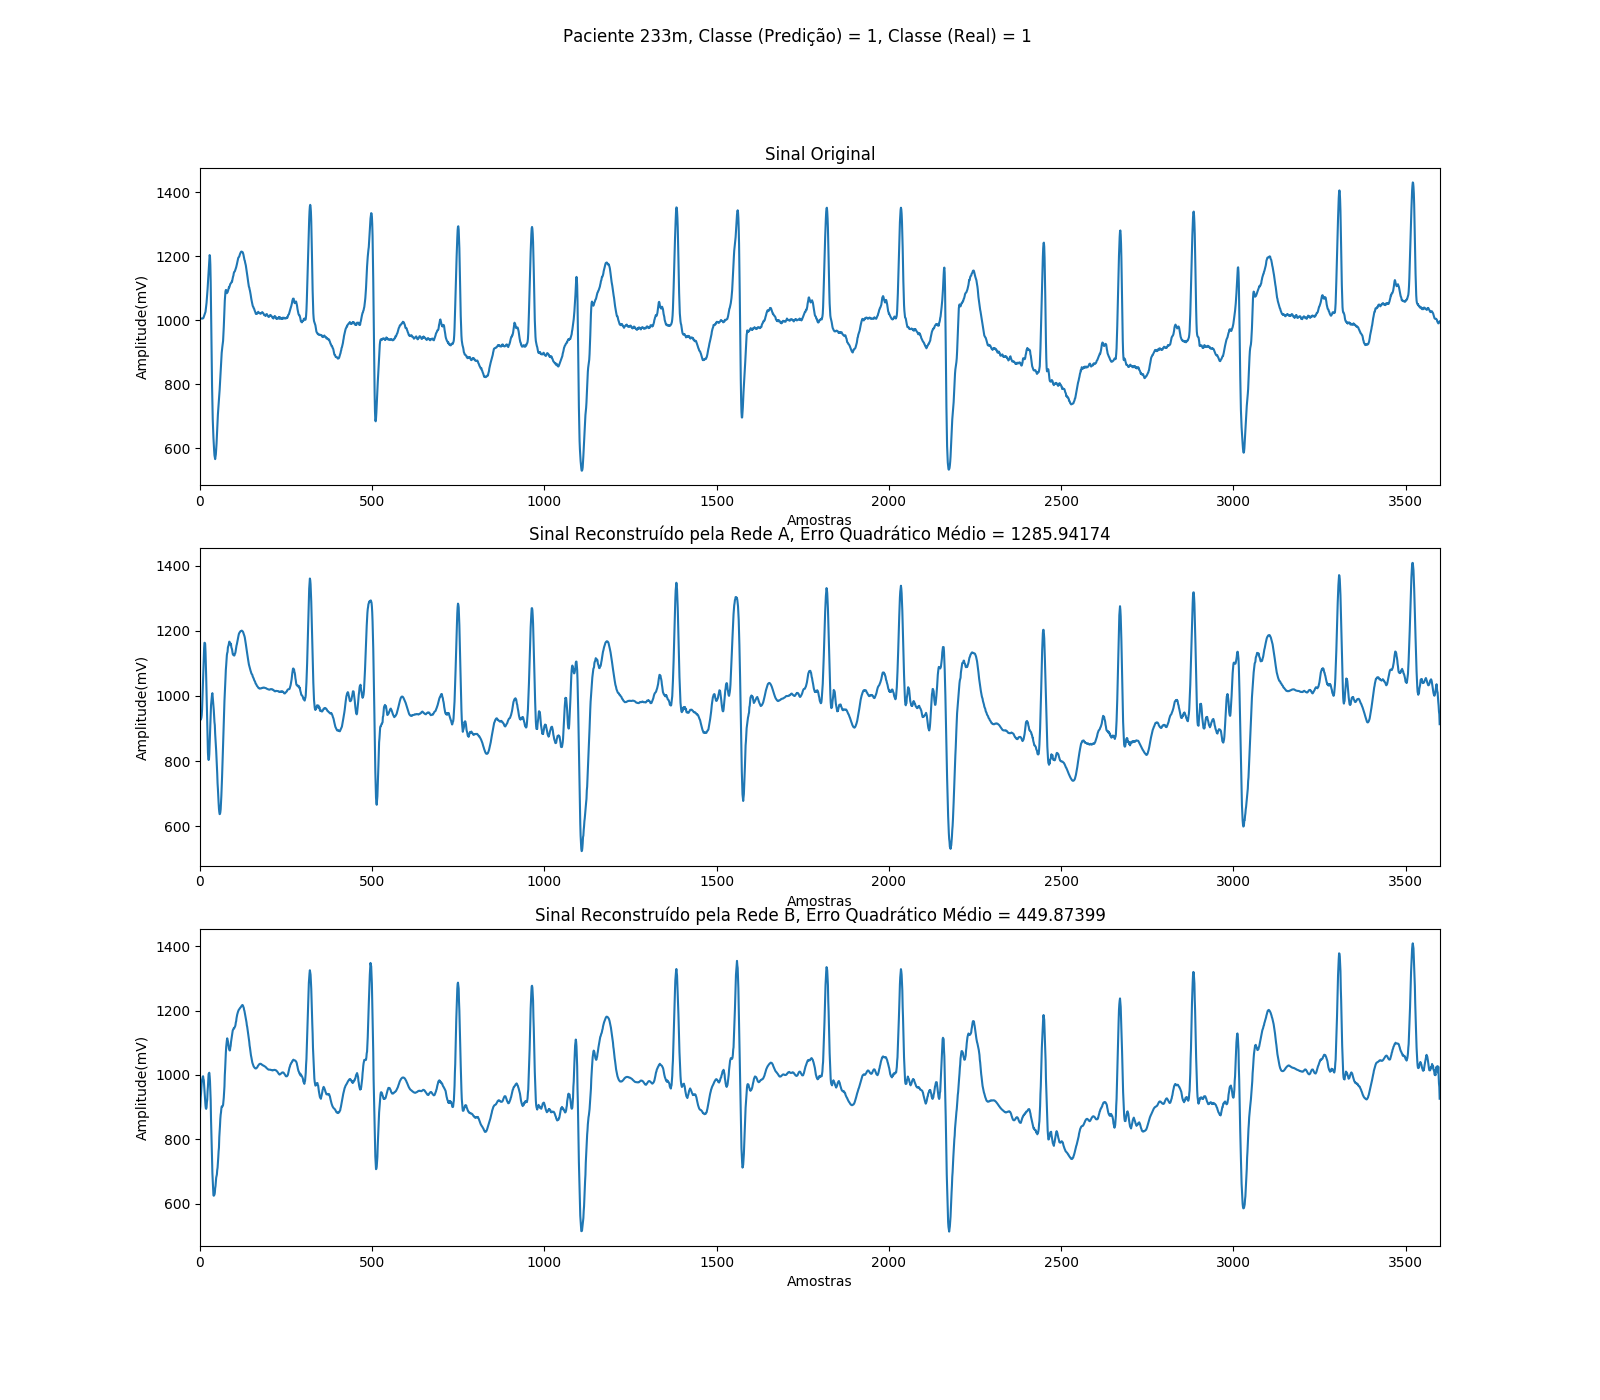 Paciente 233m, Classe (Predição) = 1, Classe (Real) = 1
Sinal Original
Amplitude(mV)
1400
1200
1000
800
600
0 500 1000 1500 2000 2500 3000 3500
Amostras
Sinal Reconstruído pela Rede A, Erro Quadrático Médio = 1285.94174
Amplitude(mV)
1400
1200
1000
800
600
0 500 1000 1500 2000 2500 3000 3500
Amostras
Sinal Reconstruído pela Rede B, Erro Quadrático Médio = 449.87399
Amplitude(mV)
1400
1200
1000
800
600
0 500 1000 1500 2000 2500 3000 3500
Amostras